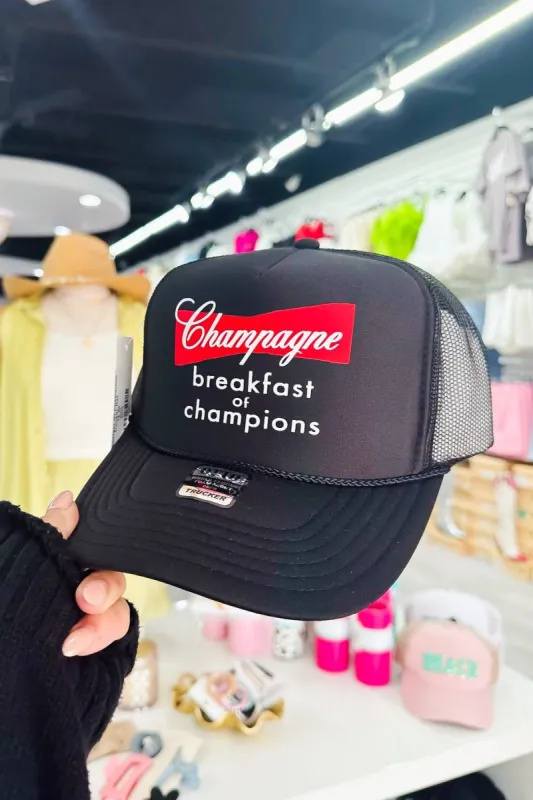 Champagne
breakfast
of
champions
TRUCKER